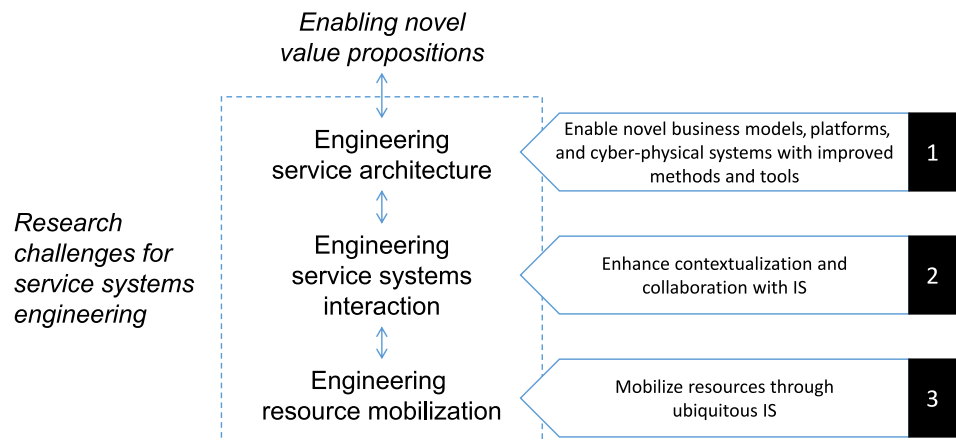 Enabling novel
value propositions
Engineering
service architecture
Enable novel business models, platforms,
and cyber-physical systems with improved
methods and tools
1
Research
challenges for
service systems
engineering
Engineering
service systems
interaction
Enhance contextualization and
collaboration with IS
2
Engineering
resource mobilization
Mobilize resources through
ubiquitous IS
3